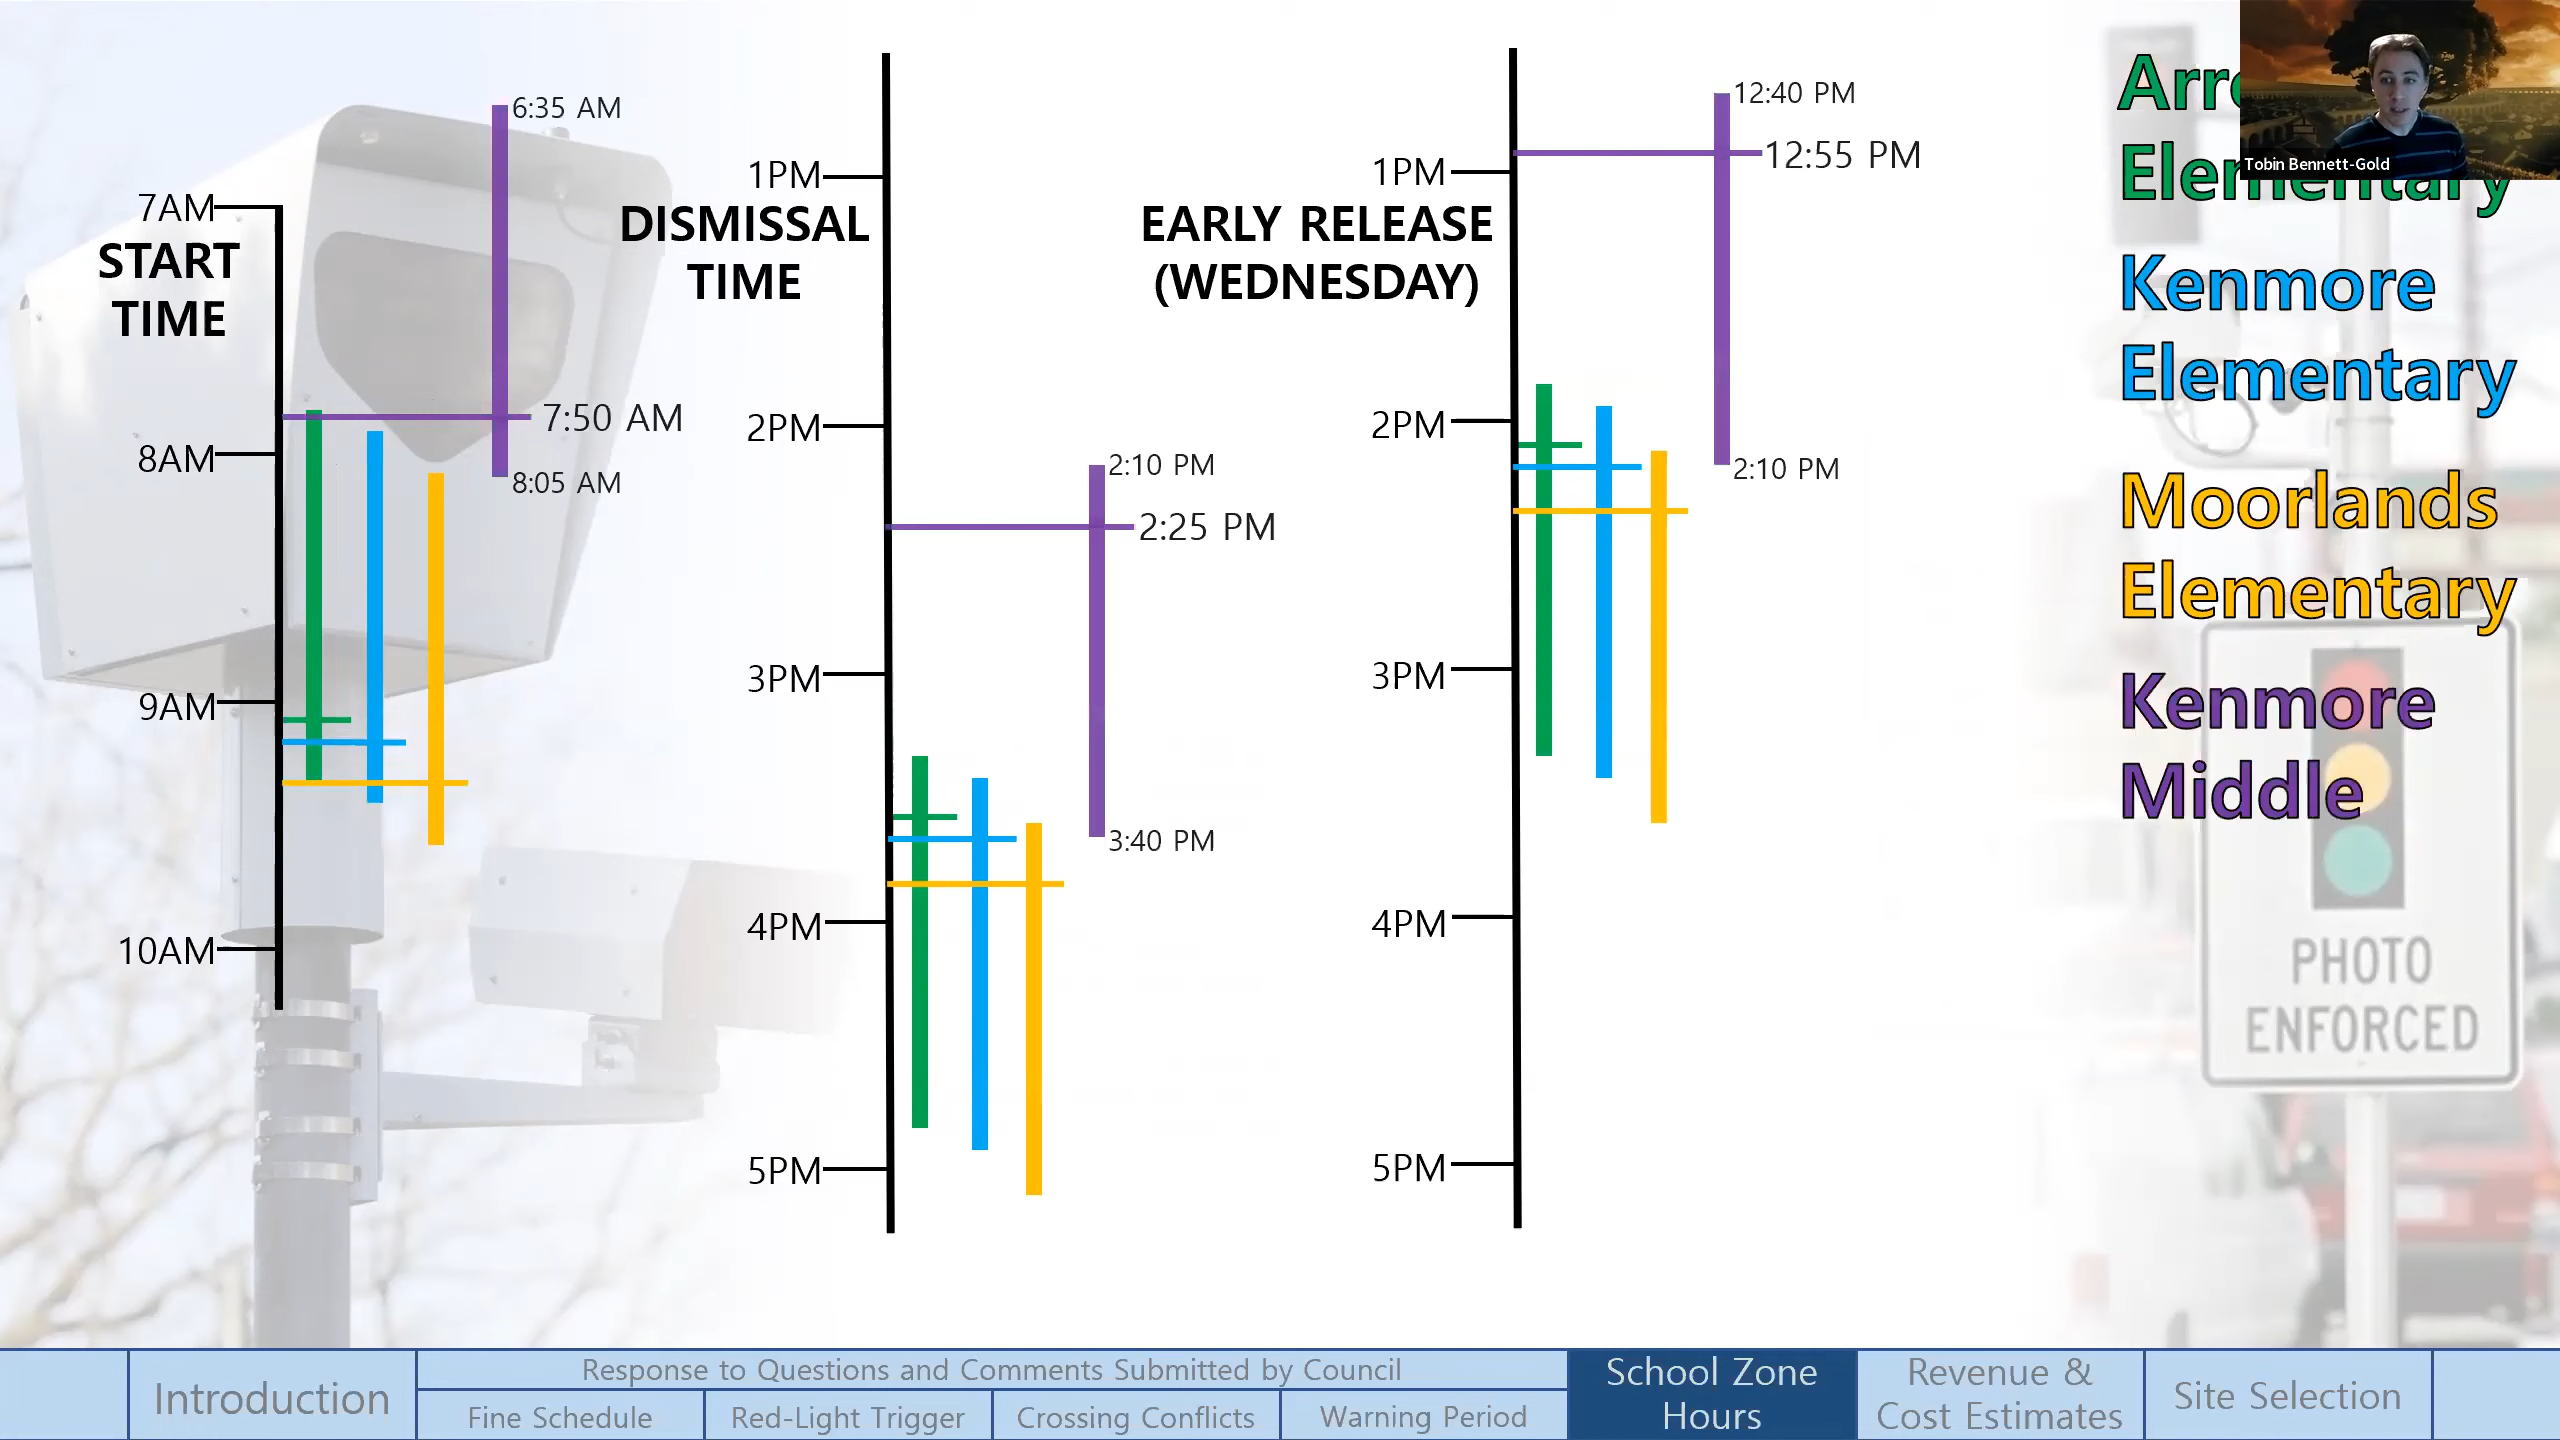 7AM
START
TIME
8AM
9AM
10AM
6:35 AM
7:50 AM
8:05 AM
1PM
DISMISSAL
TIME
2PM
3PM
4PM
5PM
2:10 PM
2:25 PM
3:40 PM
1PM
EARLY RELEASE
(WEDNESDAY)
2PM
3PM
4PM
5PM
12:40 PM
12:55 PM
2:10 PM
Tobin Bennett-Gold
Elementary
Kenmore
Elementary
Moorlands
Elementary
Kenmore
Middle
PHOTO
ENFORCED
Introduction
Response to Questions and Comments Submitted by Council
Fine Schedule
Red-Light Trigger
Crossing Conflicts
Warning Period
School Zone
Hours
Revenue &
Cost Estimates
Site Selection